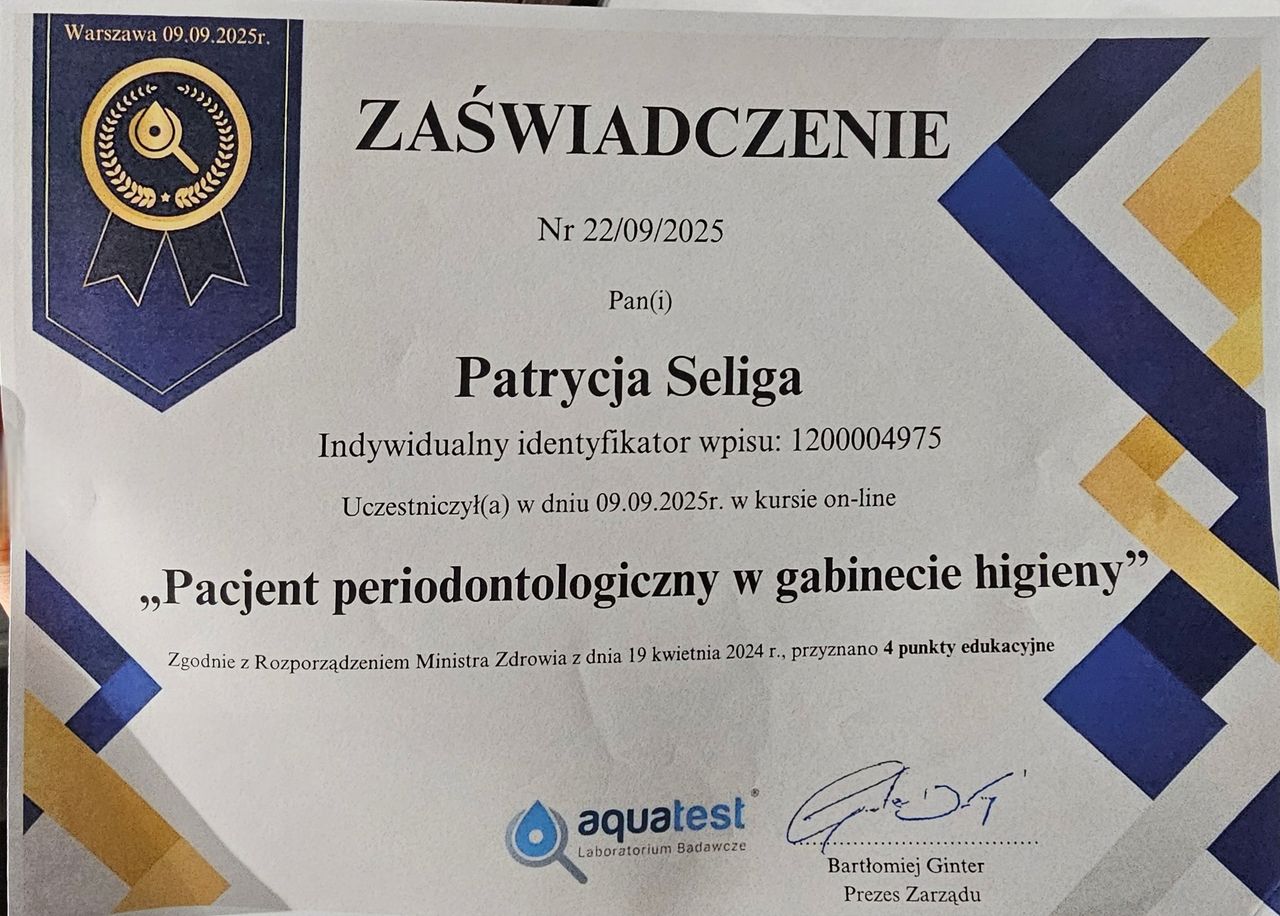 Warszawa 09.09.2025r.
ZAŚWIADCZENIE
Nr 22/09/2025
Pan(i)
Patrycja Seliga
Indywidualny identyfikator wpisu: 1200004975
Uczestniczył(a) w dniu 09.09.2025r. w kursie on-line
„Pacjent periodontologiczny w gabinecie higieny”
Zgodnie z Rozporządzeniem Ministra Zdrowia z dnia 19 kwietnia 2024 r., przyznano 4 punkty edukacyjne
aquatest®
Laboratorium Badawcze
Bartłomiej Ginter
Prezes Zarządu